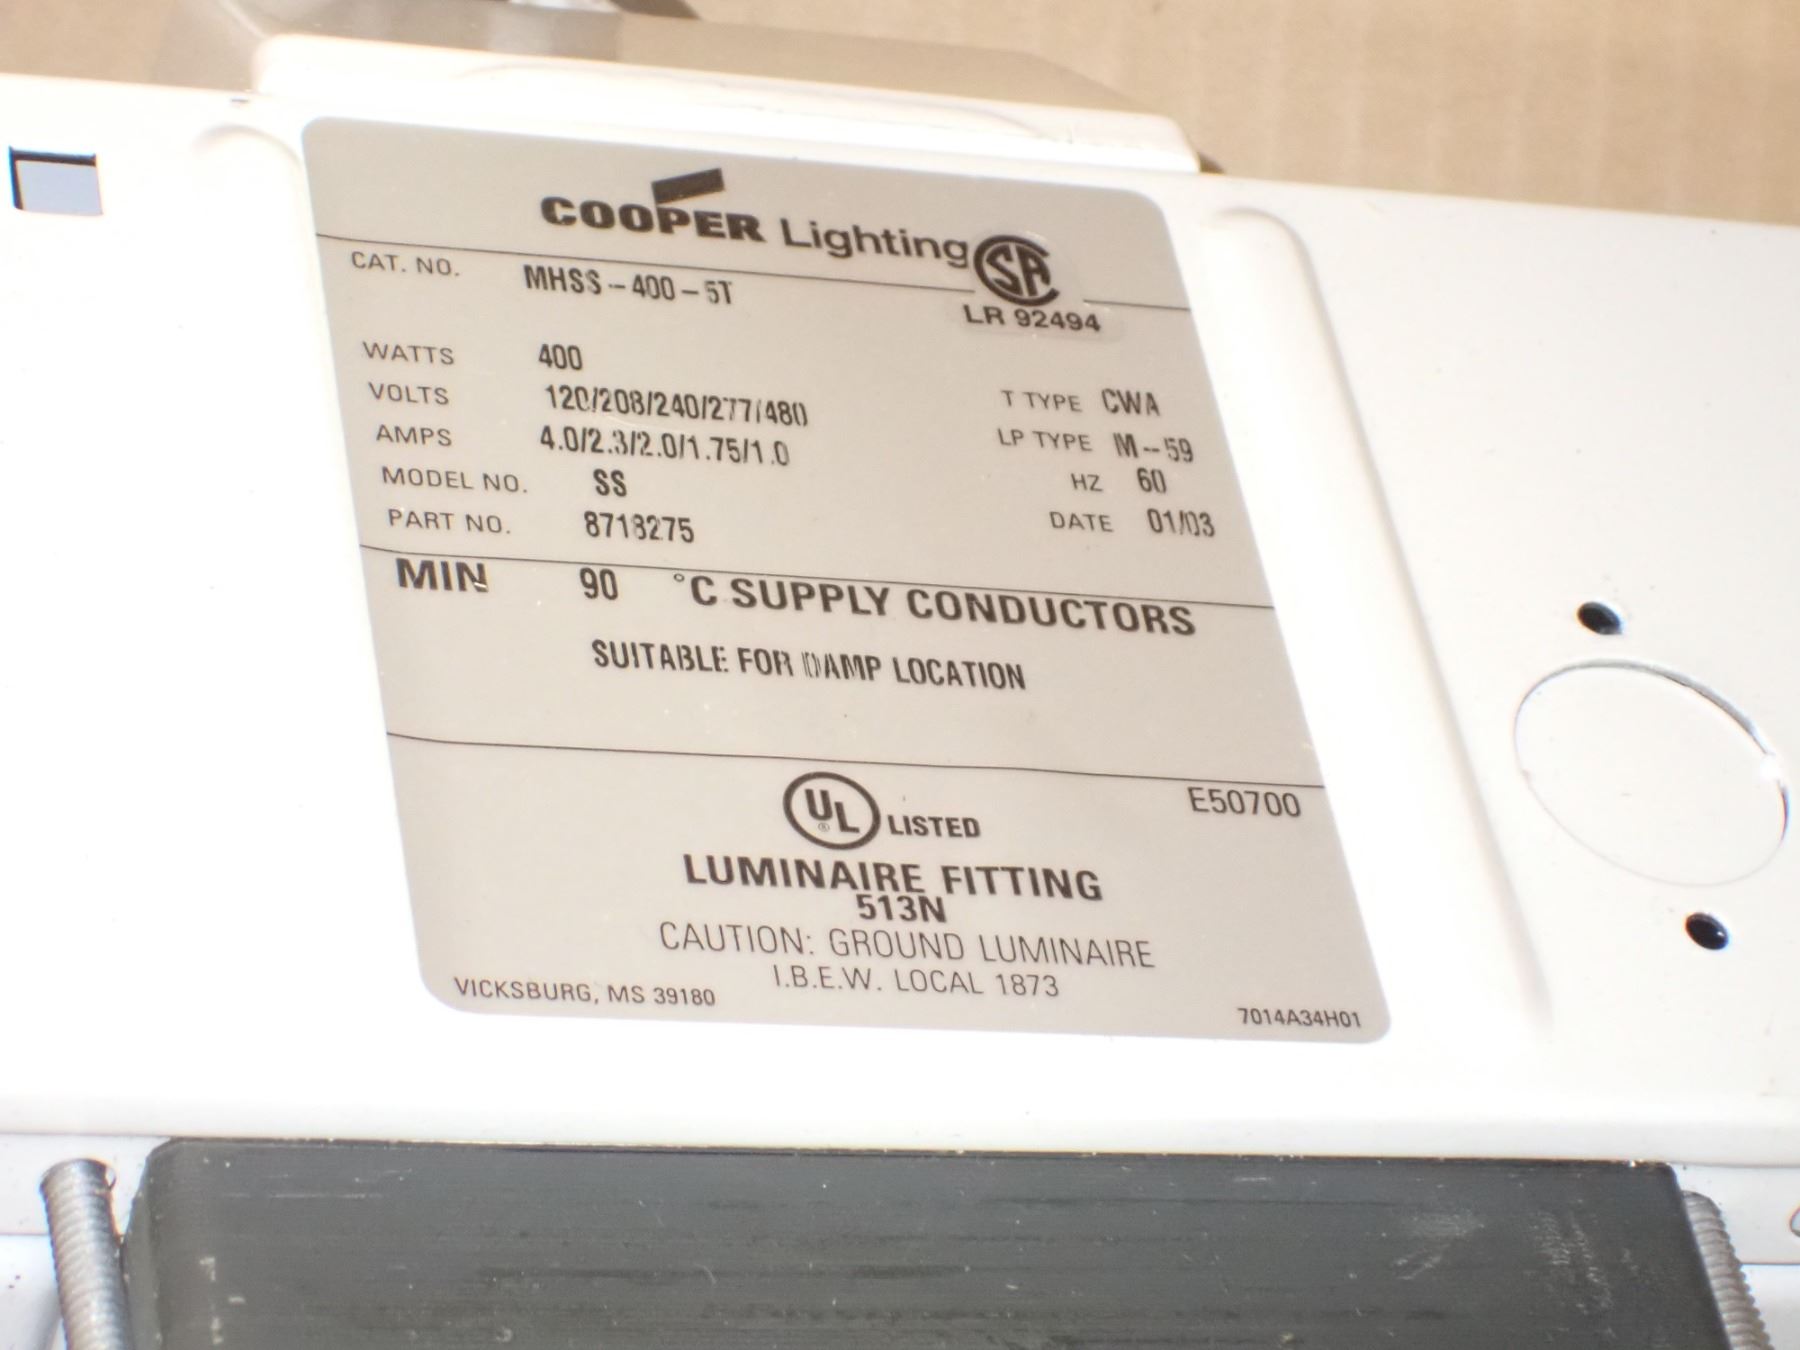 COOPER Lighting
SA
LR 92494
CAT. NO. MHSS-400-5T
WATTS 400
VOLTS 120/208/240/277/480 T TYPE CWA
AMPS 4.0/2.3/2.0/1.75/1.0 LP TYPE M-59
MODEL NO. SS HZ 60
PART NO. 8718275 DATE 01/03
MIN 90 °C SUPPLY CONDUCTORS
SUITABLE FOR DAMP LOCATION
UL® LISTED E50700
LUMINAIRE FITTING
513N
CAUTION: GROUND LUMINAIRE
I.B.E.W. LOCAL 1873
VICKSBURG, MS 39180 7014A34H01